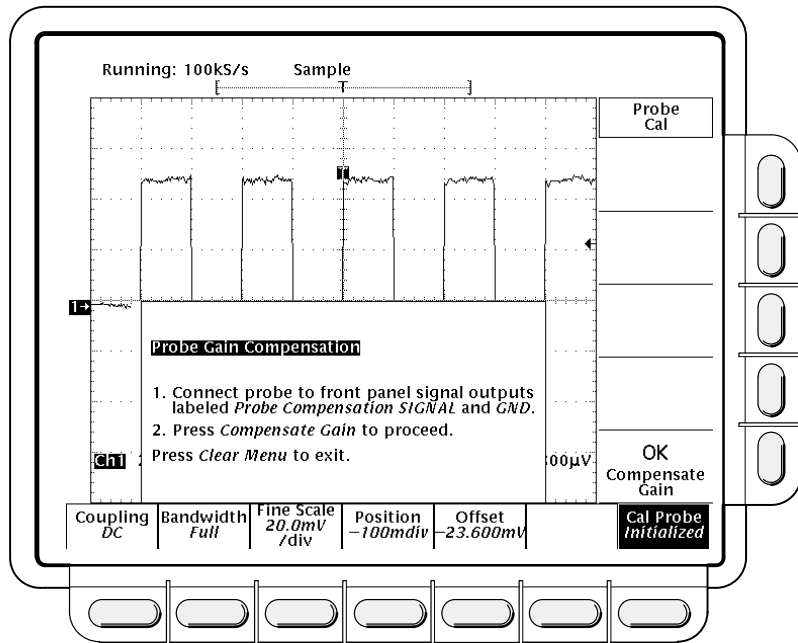 Running: 100kS/s Sample
T
Probe
Cal
T
1→
Probe Gain Compensation
1. Connect probe to front panel signal outputs
labeled Probe Compensation SIGNAL and GND.
2. Press Compensate Gain to proceed.
Press Clear Menu to exit.
Ch1
00µV
OK
Compensate
Gain
Coupling
DC
Bandwidth
Full
Fine Scale
20.0mV
/div
Position
−100mdiv
Offset
−23.600mV
Cal Probe
Initialized